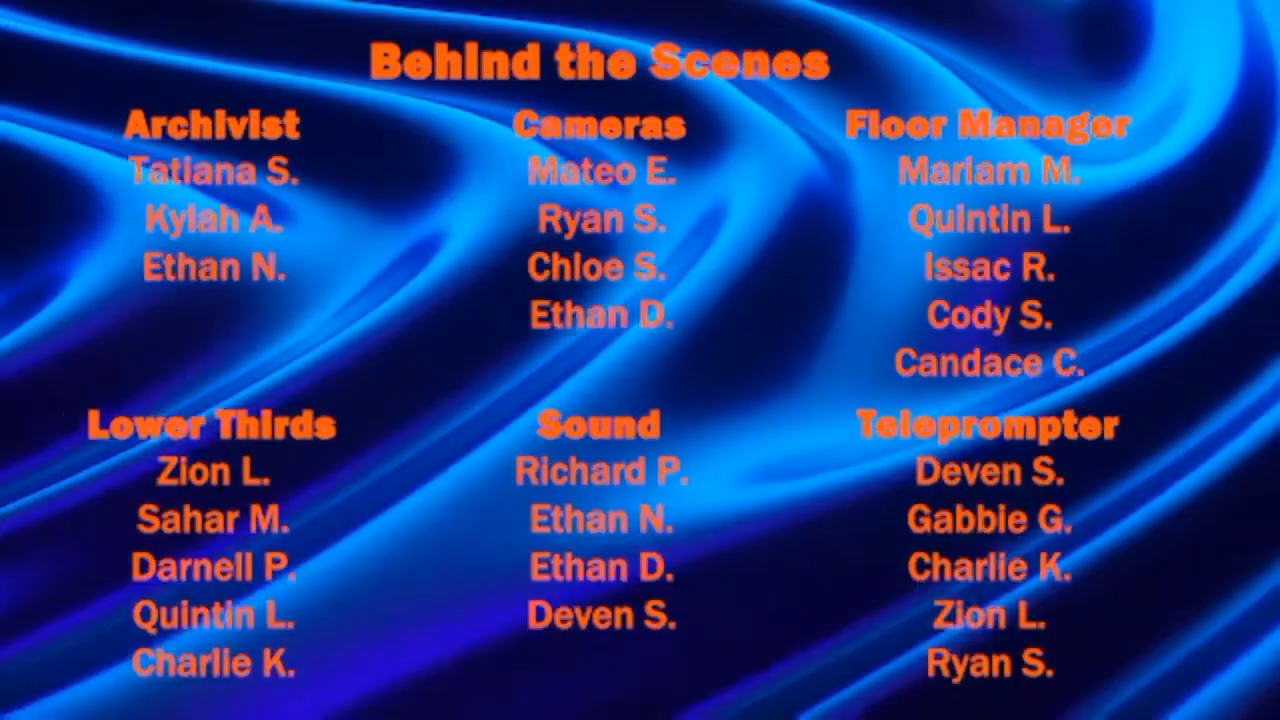 Behind the Scenes
Archivist
Tatiana S.
Kylah A.
Ethan N.
Cameras
Mateo E.
Ryan S.
Chloe S.
Ethan D.
Floor Manager
Mariam M.
Quintin L.
Issac R.
Cody S.
Candace C.
Lower Thirds
Zion L.
Sahar M.
Darnell P.
Quintin L.
Charlie K.
Sound
Richard P.
Ethan N.
Ethan D.
Deven S.
Teleprompter
Deven S.
Gabbie G.
Charlie K.
Zion L.
Ryan S.